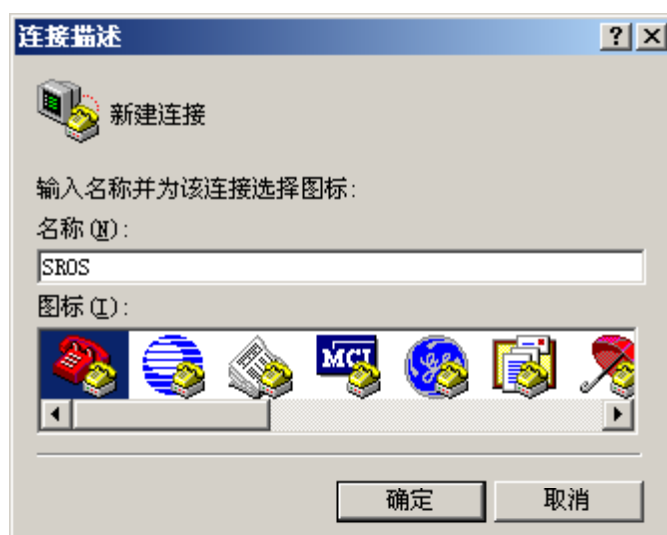 连接描述
新建连接
输入名称并为该连接选择图标:
名称(N):
SROS
图标(I):
MCI
确定
取消